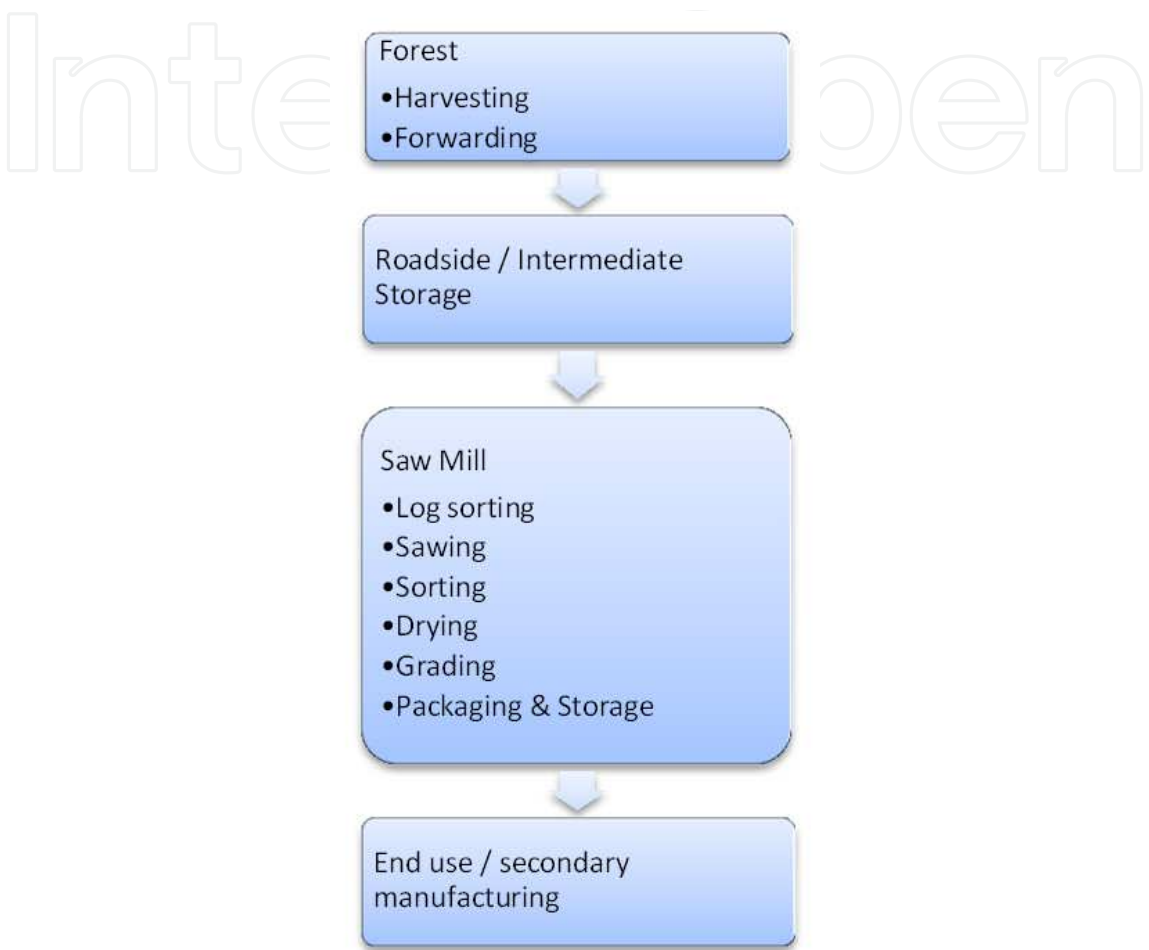 Forest
•Harvesting
•Forwarding
Roadside / Intermediate
Storage
Saw Mill
•Log sorting
•Sawing
•Sorting
•Drying
•Grading
•Packaging & Storage
End use / secondary
manufacturing